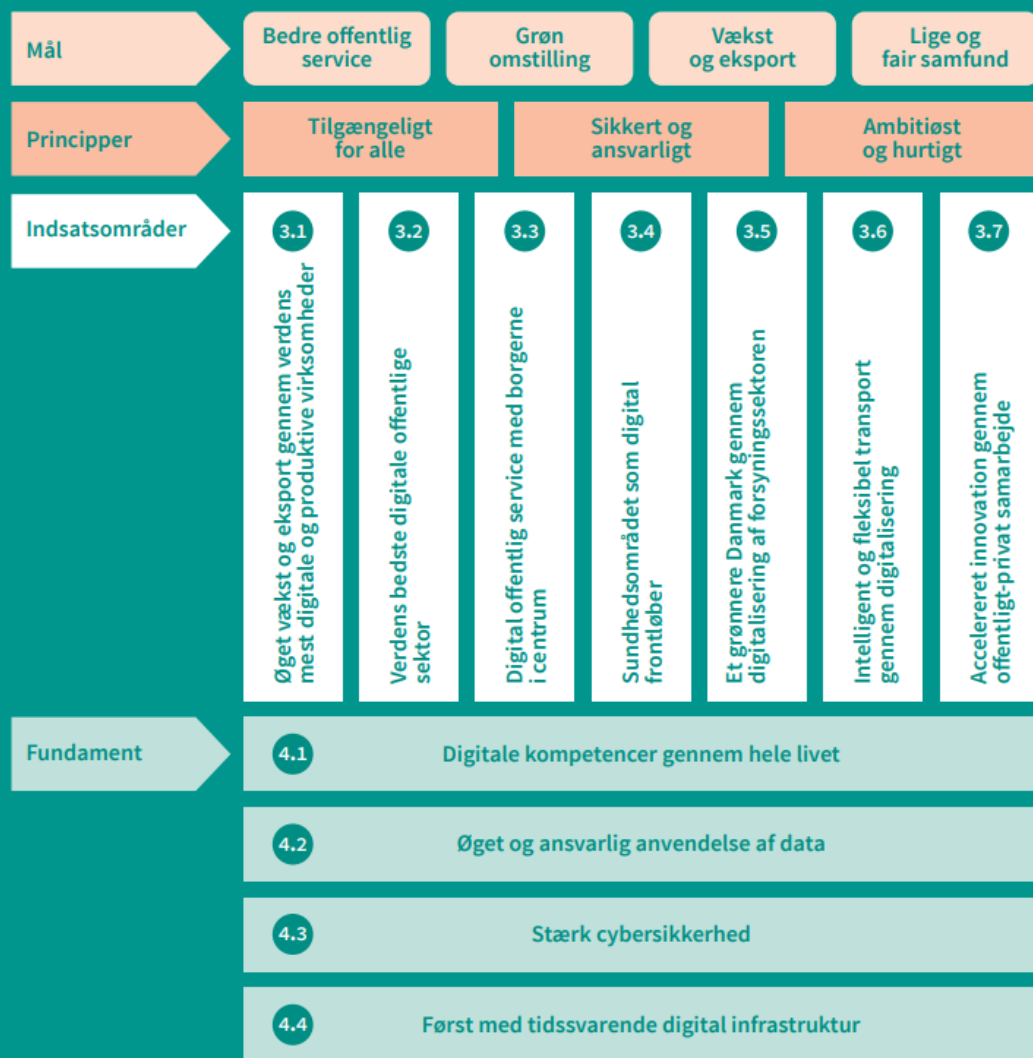 Mål
Bedre offentlig
service
Grøn
omstilling
Vækst
og eksport
Lige og
fair samfund
Principper
Tilgængeligt
for alle
Sikkert og
ansvarligt
Ambitiøst
og hurtigt
Indsatsområder
3.1
Øget vækst og eksport gennem verdens
mest digitale og produktive virksomheder
3.2
Verdens bedste digitale offentlige
sektor
3.3
Digital offentlig service med borgerne
i centrum
3.4
Sundhedsområdet som digital
frontløber
3.5
Et grønnere Danmark gennem
digitalisering af forsyningssektoren
3.6
Intelligent og fleksibel transport
gennem digitalisering
3.7
Accelereret innovation gennem
offentligt-privat samarbejde
Fundament
4.1
Digitale kompetencer gennem hele livet
4.2
Øget og ansvarlig anvendelse af data
4.3
Stærk cybersikkerhed
4.4
Først med tidssvarende digital infrastruktur